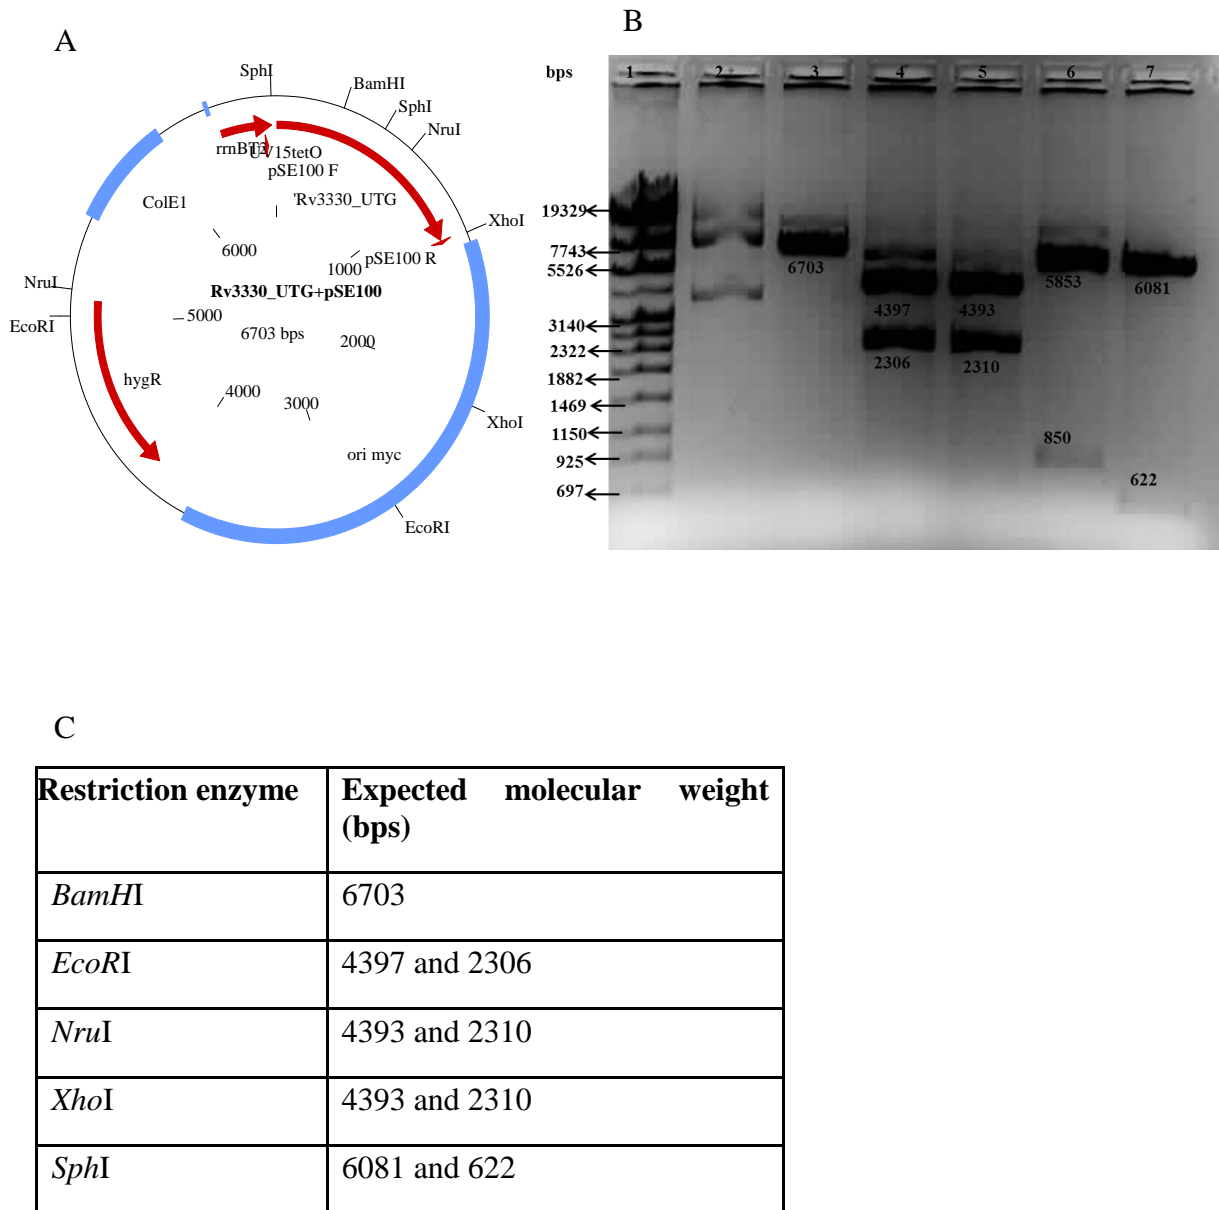 A
B
SphI
BamHI
SphI
NruI
rrnBT2
UV15tetO
pSE100 F
'Rv3330_UTG
XhoI
ColE1
6000
1000
pSE100 R
NruI
Rv3330_UTG+pSE100
EcoRI
5000
6703 bps
2000
hygR
4000
3000
XhoI
ori myc
EcoRI
bps
1 2 3 4 5 6 7
19329
7743
5526
3140
2322
1882
1469
1150
925
697
6703
4397
4393
5853
6081
2306
2310
850
622
C
Restriction enzyme
Expected molecular weight
(bps)
BamHI
6703
EcoRI
4397 and 2306
NruI
4393 and 2310
XhoI
4393 and 2310
SphI
6081 and 622